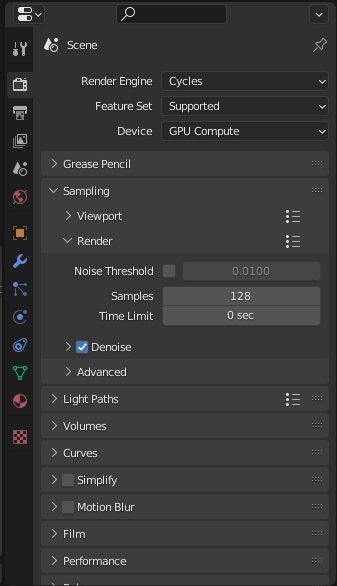 Scene
Render Engine Cycles
Feature Set Supported
Device GPU Compute
Grease Pencil
Sampling
Viewport
Render
Noise Threshold 0.0100
Samples 128
Time Limit 0 sec
Denoise
Advanced
Light Paths
Volumes
Curves
Simplify
Motion Blur
Film
Performance